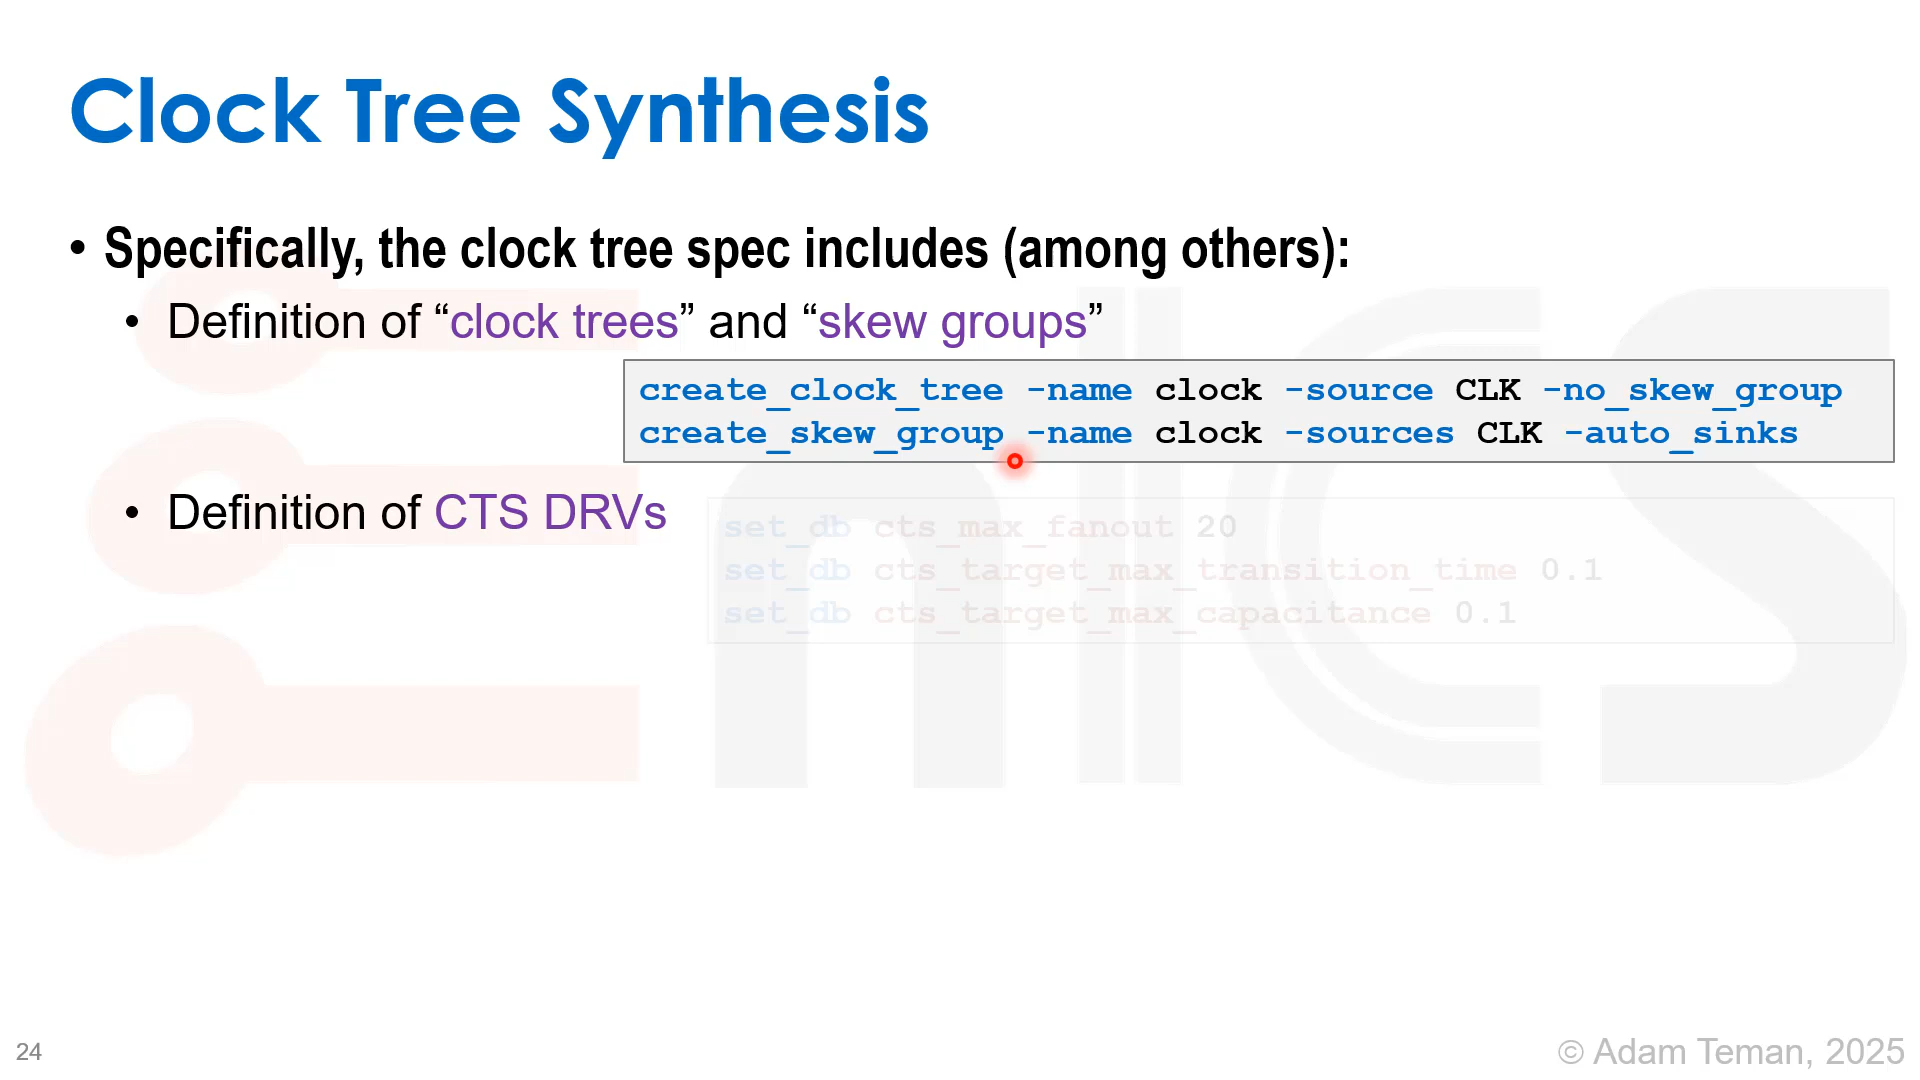 Clock Tree Synthesis
• Specifically, the clock tree spec includes (among others):
• Definition of “clock trees” and “skew groups”
create_clock_tree -name clock -source CLK -no_skew_group
create_skew_group -name clock -sources CLK -auto_sinks
• Definition of CTS DRVs
set_db cts_max_fanout 20
set_db cts_target_max_transition_time 0.1
set_db cts_target_max_capacitance 0.1
24
© Adam Teman, 2025